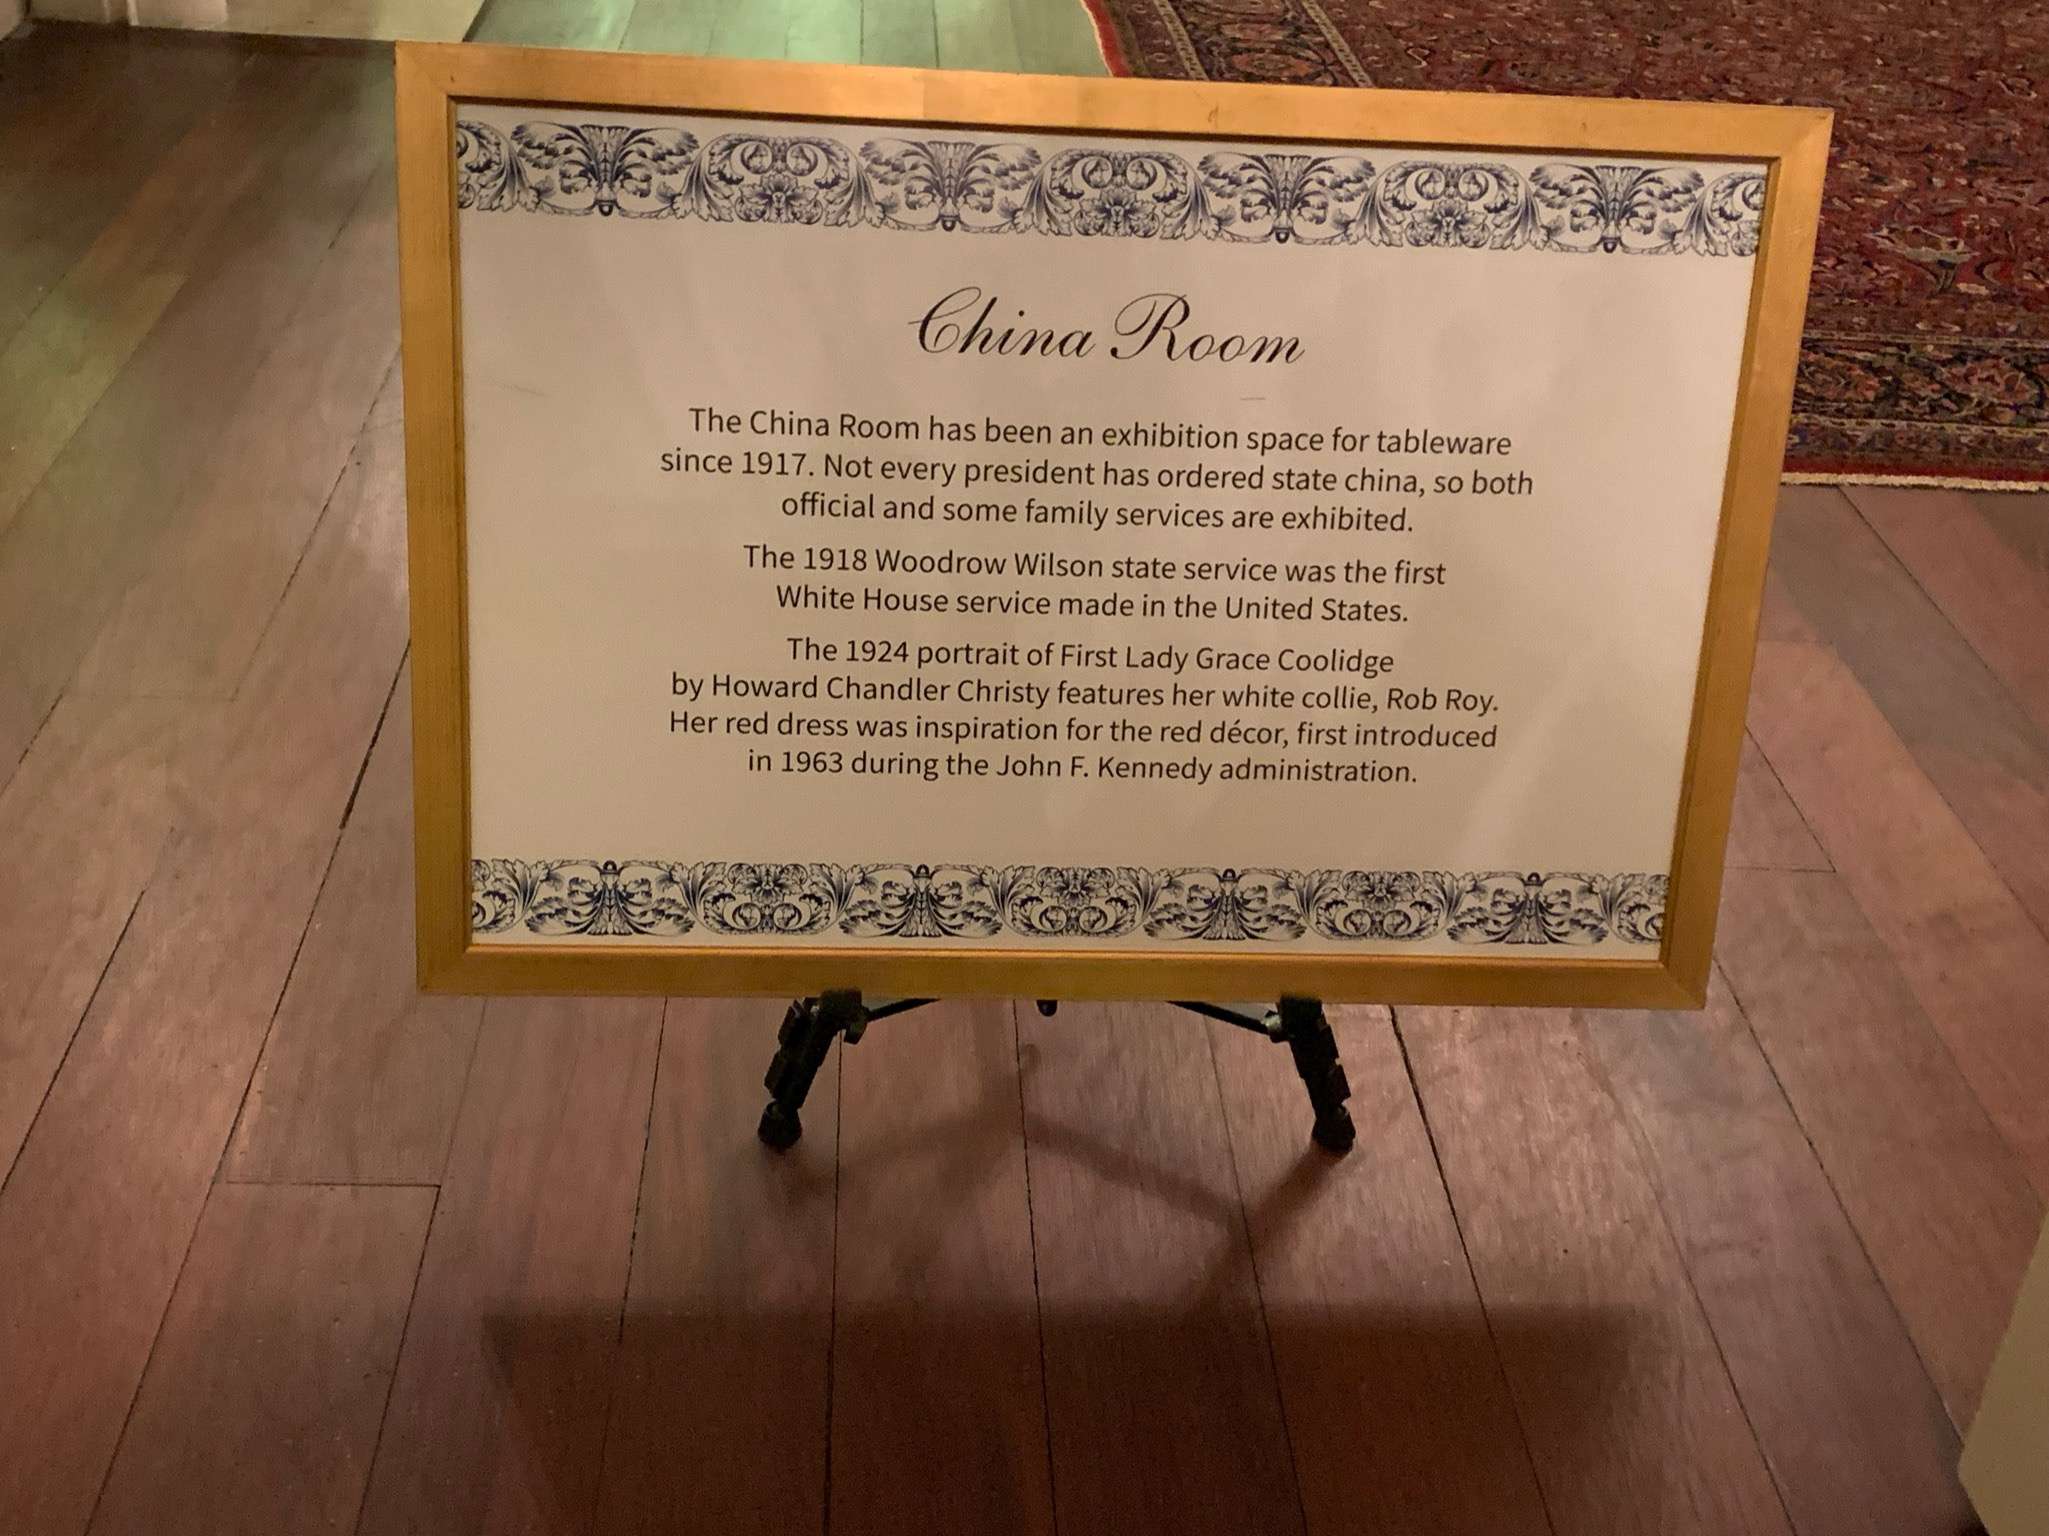 China Room
The China Room has been an exhibition space for tableware
since 1917. Not every president has ordered state china, so both
official and some family services are exhibited.
The 1918 Woodrow Wilson state service was the first
White House service made in the United States.
The 1924 portrait of First Lady Grace Coolidge
by Howard Chandler Christy features her white collie, Rob Roy.
Her red dress was inspiration for the red décor, first introduced
in 1963 during the John F. Kennedy administration.